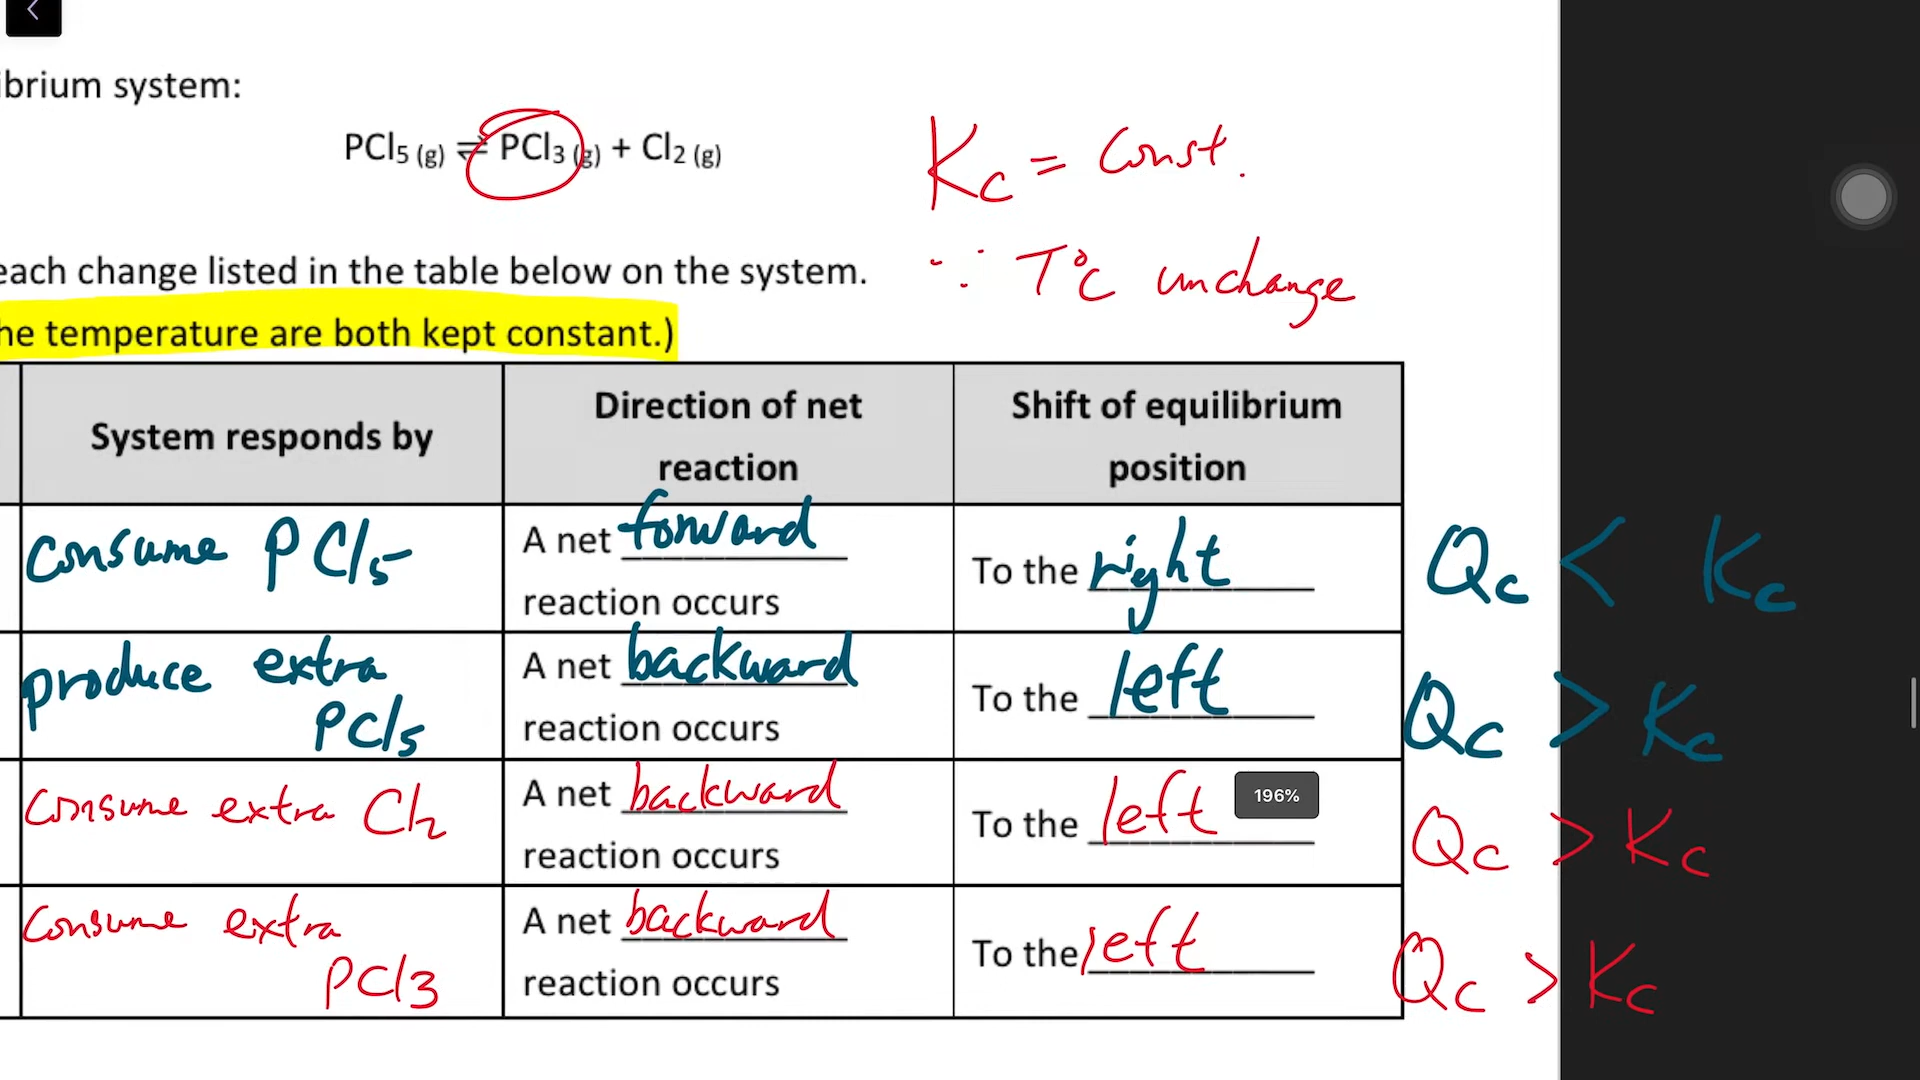 ibrium system:
PCl5 (g) ⇌ PCl3 (g) + Cl2 (g)
Kc = Const.
∵ T°C unchange
each change listed in the table below on the system.
he temperature are both kept constant.)
System responds by
Direction of net
reaction
Shift of equilibrium
position
consume PCl5
A net forward
reaction occurs
To the right
Qc < Kc
produce extra
PCl5
A net backward
reaction occurs
To the left
Qc > Kc
consume extra Cl2
A net backward
reaction occurs
To the left
196%
Qc > Kc
consume extra
PCl3
A net backward
reaction occurs
To the left
Qc > Kc